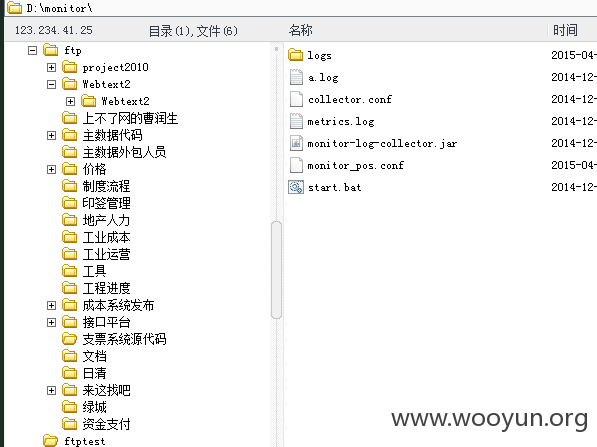 D:\monitor\
123.234.41.25 目录(1),文件(6) 名称 时间
ftp
project2010
Webtext2
Webtext2
上不了网的曹润生
主数据代码
主数据外包人员
价格
制度流程
印签管理
地产人力
工业成本
工业运营
工具
工程进度
成本系统发布
接口平台
支票系统源代码
文档
日清
来这找吧
绿城
资金支付
ftptest
logs 2015-04-
a.log 2014-12-
collector.conf 2014-12-
metrics.log 2014-12-
monitor-log-collector.jar 2014-12-
monitor_pos.conf 2015-04-
start.bat 2014-12-
www.wooyun.org